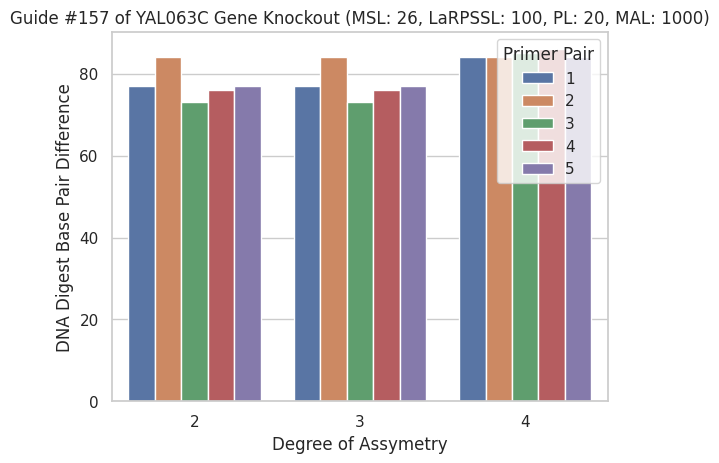 Guide #157 of YAL063C Gene Knockout (MSL: 26, LaRPSSL: 100, PL: 20, MAL: 1000)
Primer Pair
1
2
3
4
5
DNA Digest Base Pair Difference
80
60
40
20
0
2 3 4
Degree of Assymetry